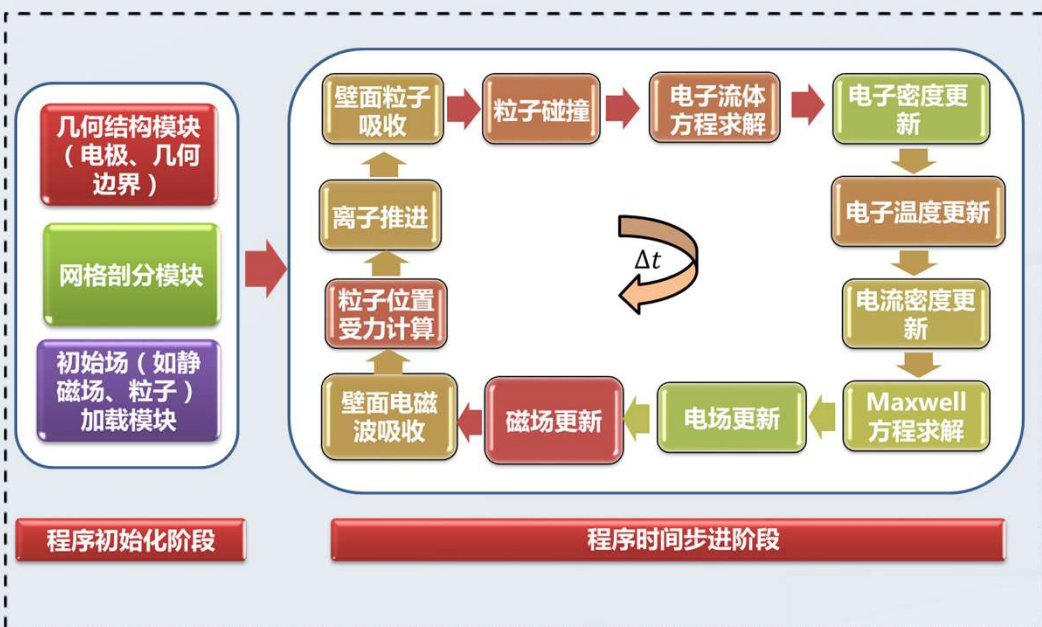 几何结构模块
（电极、几何
边界）
网格剖分模块
初始场（如静
磁场、粒子）
加载模块
程序初始化阶段
壁面粒子
吸收
粒子碰撞
电子流体
方程求解
电子密度更
新
离子推进
电子温度更新
Δt
粒子位置
受力计算
电流密度更
新
壁面电磁
波吸收
磁场更新
电场更新
Maxwell
方程求解
程序时间步进阶段